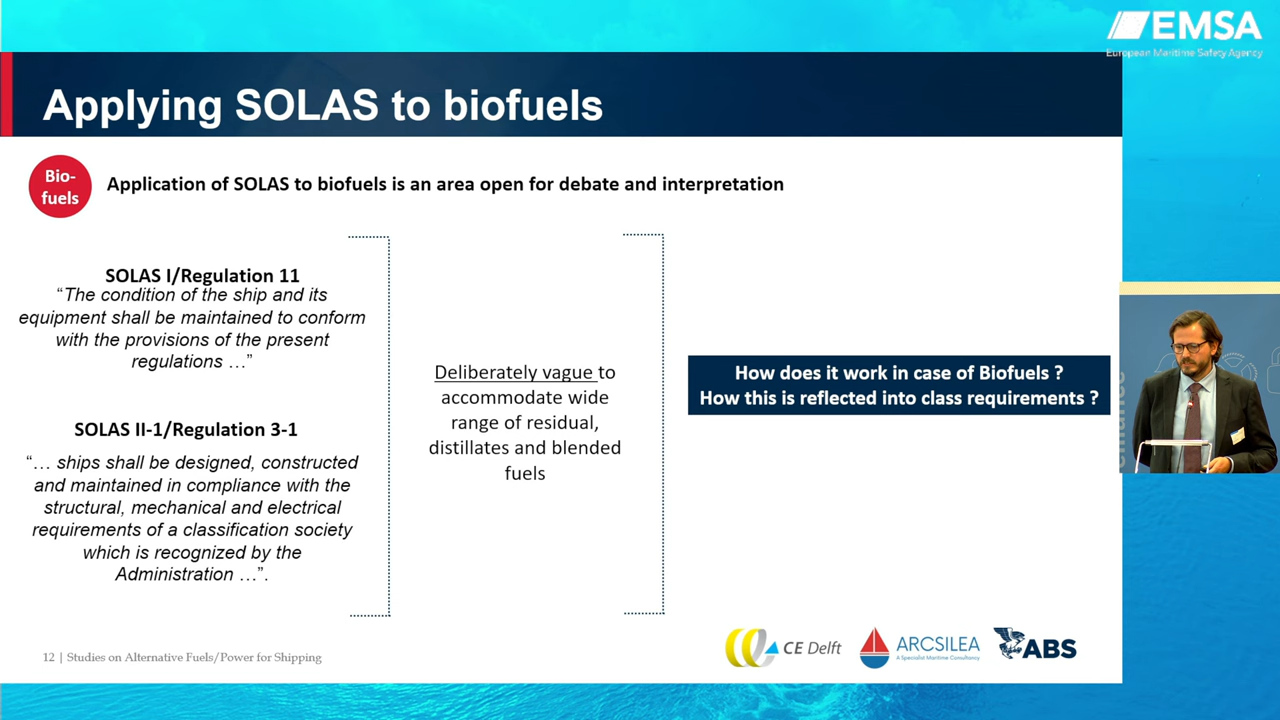 EMSA
European Maritime Safety Agency
Applying SOLAS to biofuels
Bio-
fuels
Application of SOLAS to biofuels is an area open for debate and interpretation
SOLAS I/Regulation 11
“The condition of the ship and its
equipment shall be maintained to conform
with the provisions of the present
regulations …”
SOLAS II-1/Regulation 3-1
“… ships shall be designed, constructed
and maintained in compliance with the
structural, mechanical and electrical
requirements of a classification society
which is recognized by the
Administration …”.
Deliberately vague to
accommodate wide
range of residual,
distillates and blended
fuels
How does it work in case of Biofuels ?
How this is reflected into class requirements ?
12 | Studies on Alternative Fuels/Power for Shipping
CE Delft
ARCSILEA
A Specialist Maritime Consultancy
ABS